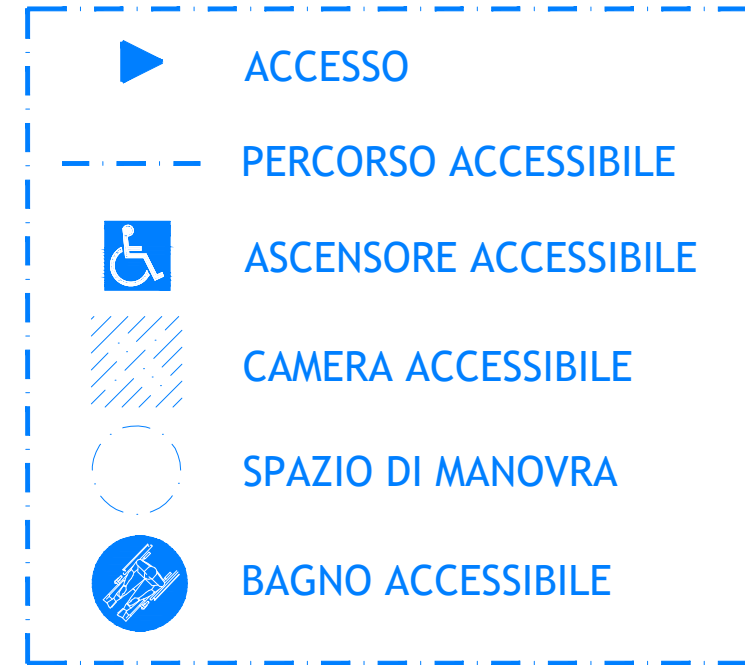 ACCESSO
PERCORSO ACCESSIBILE
ASCENSORE ACCESSIBILE
CAMERA ACCESSIBILE
SPAZIO DI MANOVRA
BAGNO ACCESSIBILE